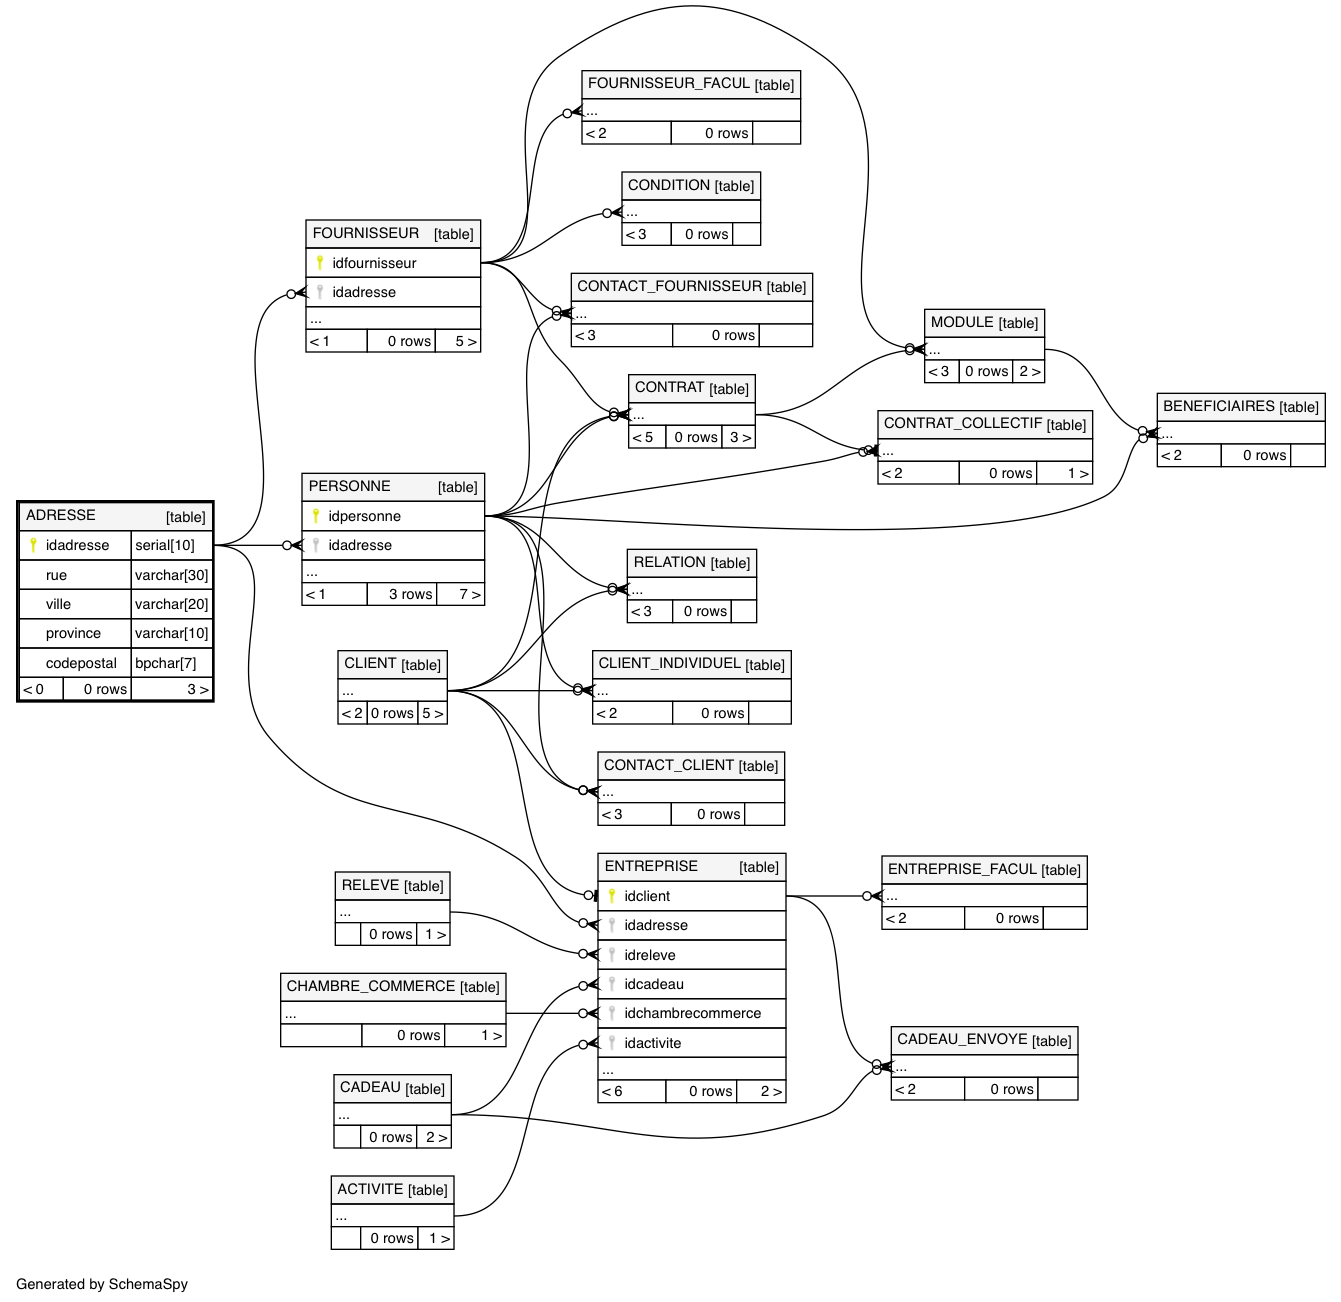 FOURNISSEUR_FACUL [table]
...
< 2 0 rows
CONDITION [table]
...
< 3 0 rows
FOURNISSEUR [table]
idfournisseur
idadresse
...
< 1 0 rows 5 >
CONTACT_FOURNISSEUR [table]
...
< 3 0 rows
MODULE [table]
...
< 3 0 rows 2 >
CONTRAT [table]
...
< 5 0 rows 3 >
BENEFICIAIRES [table]
...
< 2 0 rows
CONTRAT_COLLECTIF [table]
...
< 2 0 rows 1 >
PERSONNE [table]
idpersonne
idadresse
...
< 1 3 rows 7 >
ADRESSE [table]
idadresse serial[10]
rue varchar[30]
ville varchar[20]
province varchar[10]
codepostal bpchar[7]
< 0 0 rows 3 >
RELATION [table]
...
< 3 0 rows
CLIENT [table]
...
< 2 0 rows 5 >
CLIENT_INDIVIDUEL [table]
...
< 2 0 rows
CONTACT_CLIENT [table]
...
< 3 0 rows
ENTREPRISE [table]
idclient
idadresse
idreleve
idcadeau
idchambrecommerce
idactivite
...
< 6 0 rows 2 >
ENTREPRISE_FACUL [table]
...
< 2 0 rows
RELEVE [table]
...
0 rows 1 >
CHAMBRE_COMMERCE [table]
...
0 rows 1 >
CADEAU_ENVOYE [table]
...
< 2 0 rows
CADEAU [table]
...
0 rows 2 >
ACTIVITE [table]
...
0 rows 1 >
Generated by SchemaSpy